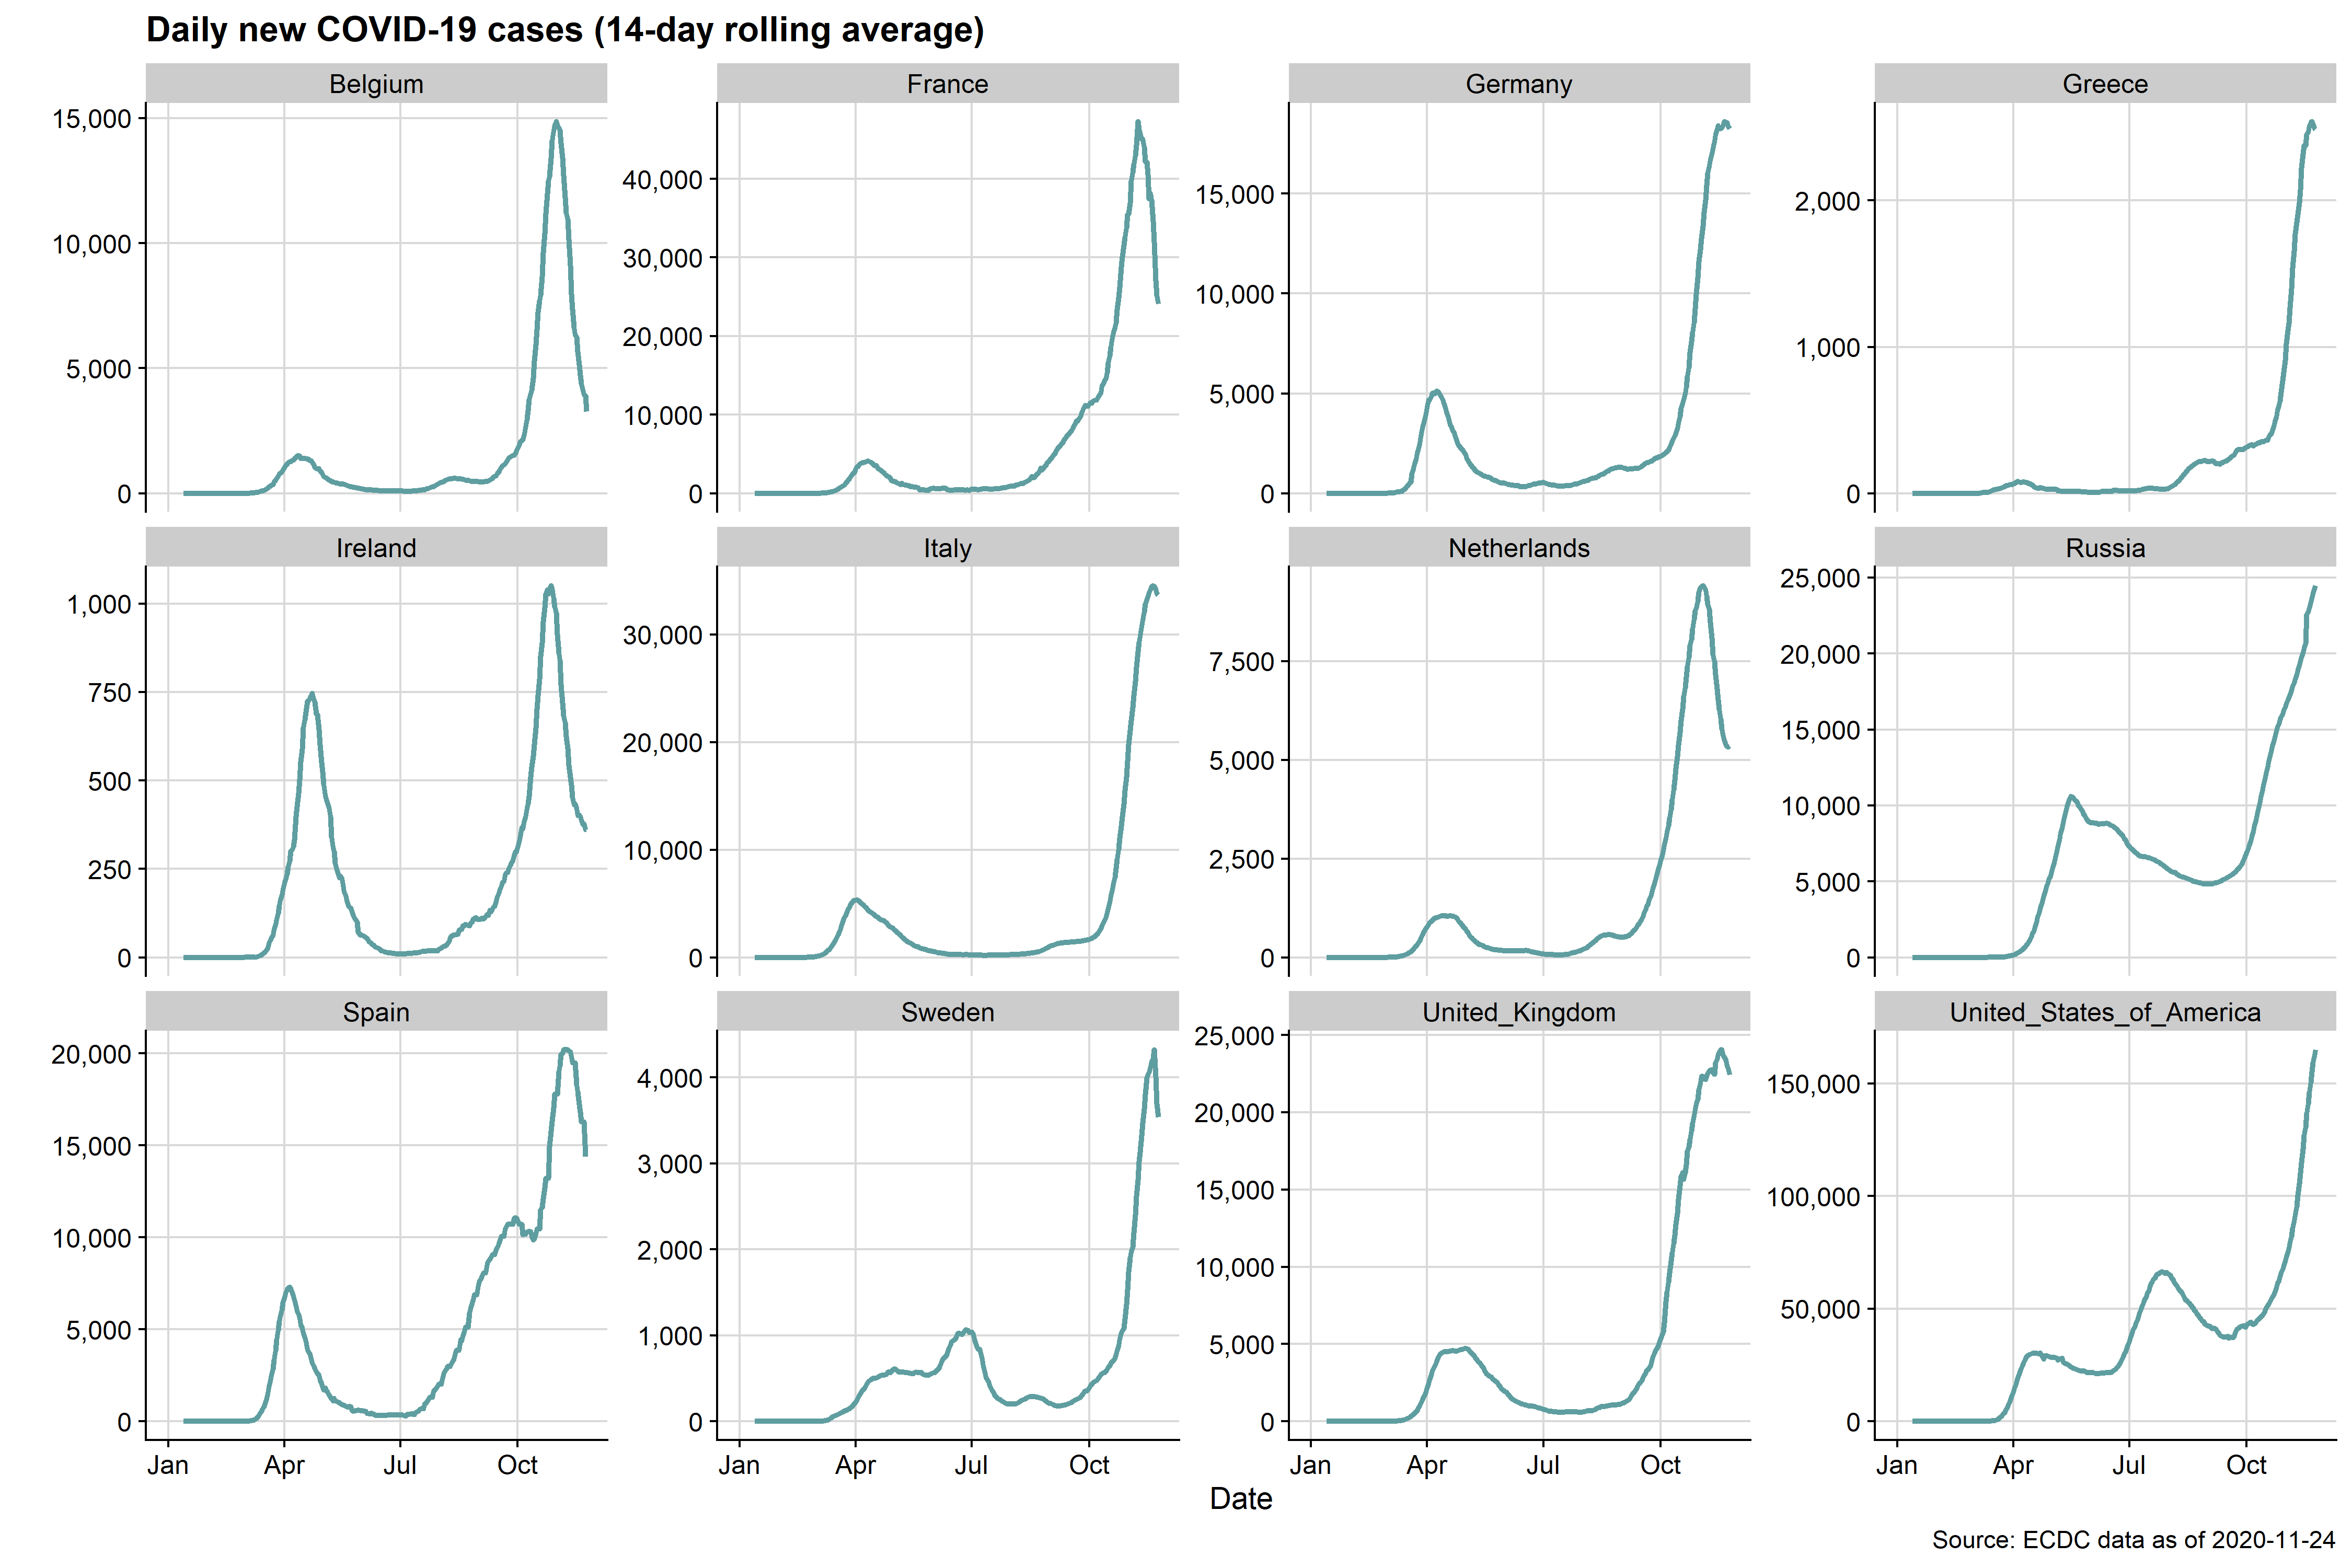 Daily new COVID-19 cases (14-day rolling average)
Belgium
France
Germany
Greece
15,000
10,000
5,000
0
40,000
30,000
20,000
10,000
0
15,000
10,000
5,000
0
2,000
1,000
0
Ireland
Italy
Netherlands
Russia
1,000
750
500
250
0
30,000
20,000
10,000
0
7,500
5,000
2,500
0
25,000
20,000
15,000
10,000
5,000
0
Spain
Sweden
United_Kingdom
United_States_of_America
20,000
15,000
10,000
5,000
0
4,000
3,000
2,000
1,000
0
25,000
20,000
15,000
10,000
5,000
0
150,000
100,000
50,000
0
Jan Apr Jul Oct
Jan Apr Jul Oct
Jan Apr Jul Oct
Jan Apr Jul Oct
Date
Source: ECDC data as of 2020-11-24